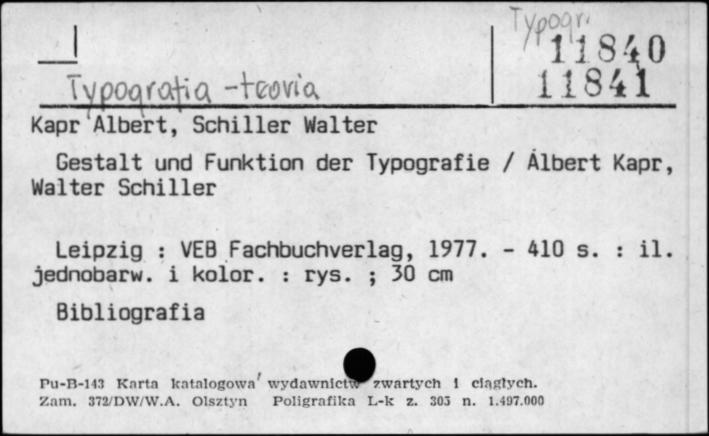 Typogr.
11840
11841
Typografia - teoria
Kapr Albert, Schiller Walter
Gestalt und Funktion der Typografie / Albert Kapr,
Walter Schiller
Leipzig : VEB Fachbuchverlag, 1977. - 410 s. : il.
jednobarw. i kolor. : rys. ; 30 cm
Bibliografia
Pu-B-143 Karta katalogowa wydawnictw zwartych i ciągłych.
Zam. 372/DW/W.A. Olsztyn Poligrafika L-k z. 305 n. 1.497.000